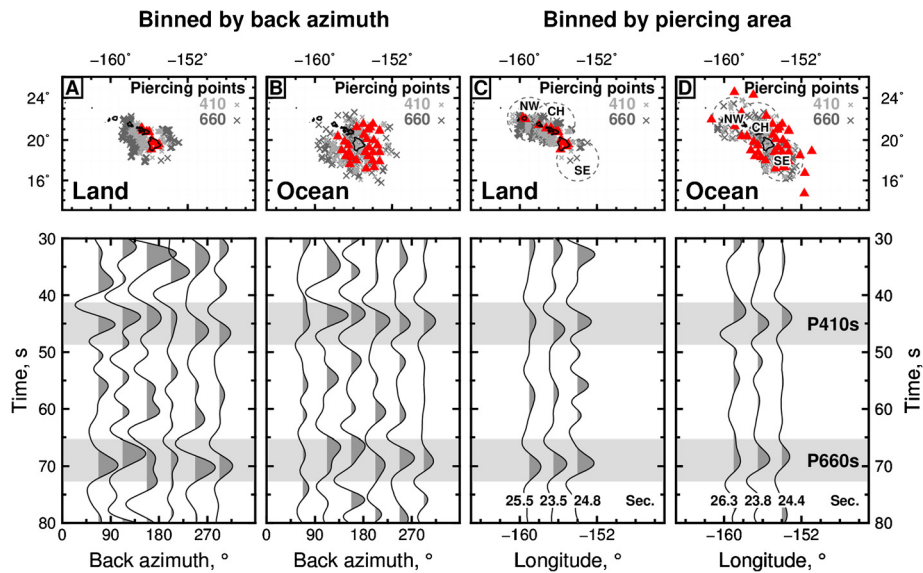 Binned by back azimuth
Binned by piercing area
−160° −152° −160° −152° −160° −152° −160° −152°
A Piercing points
410 ×
660 ×
Land
B Piercing points
410 ×
660 ×
Ocean
C Piercing points
410 ×
660 ×
NW
CH
SE
Land
D Piercing points
410 ×
660 ×
NW
CH
SE
Ocean
24° 24°
20° 20°
16° 16°
30 30
40 40
50 50
60 60
70 70
80 80
Time, s
Time, s
P410s
P660s
25.5 23.5 24.8 Sec.
26.3 23.8 24.4 Sec.
0 90 180 270 0 90 180 270 −160 −152 −160 −152
Back azimuth, ° Back azimuth, ° Longitude, ° Longitude, °